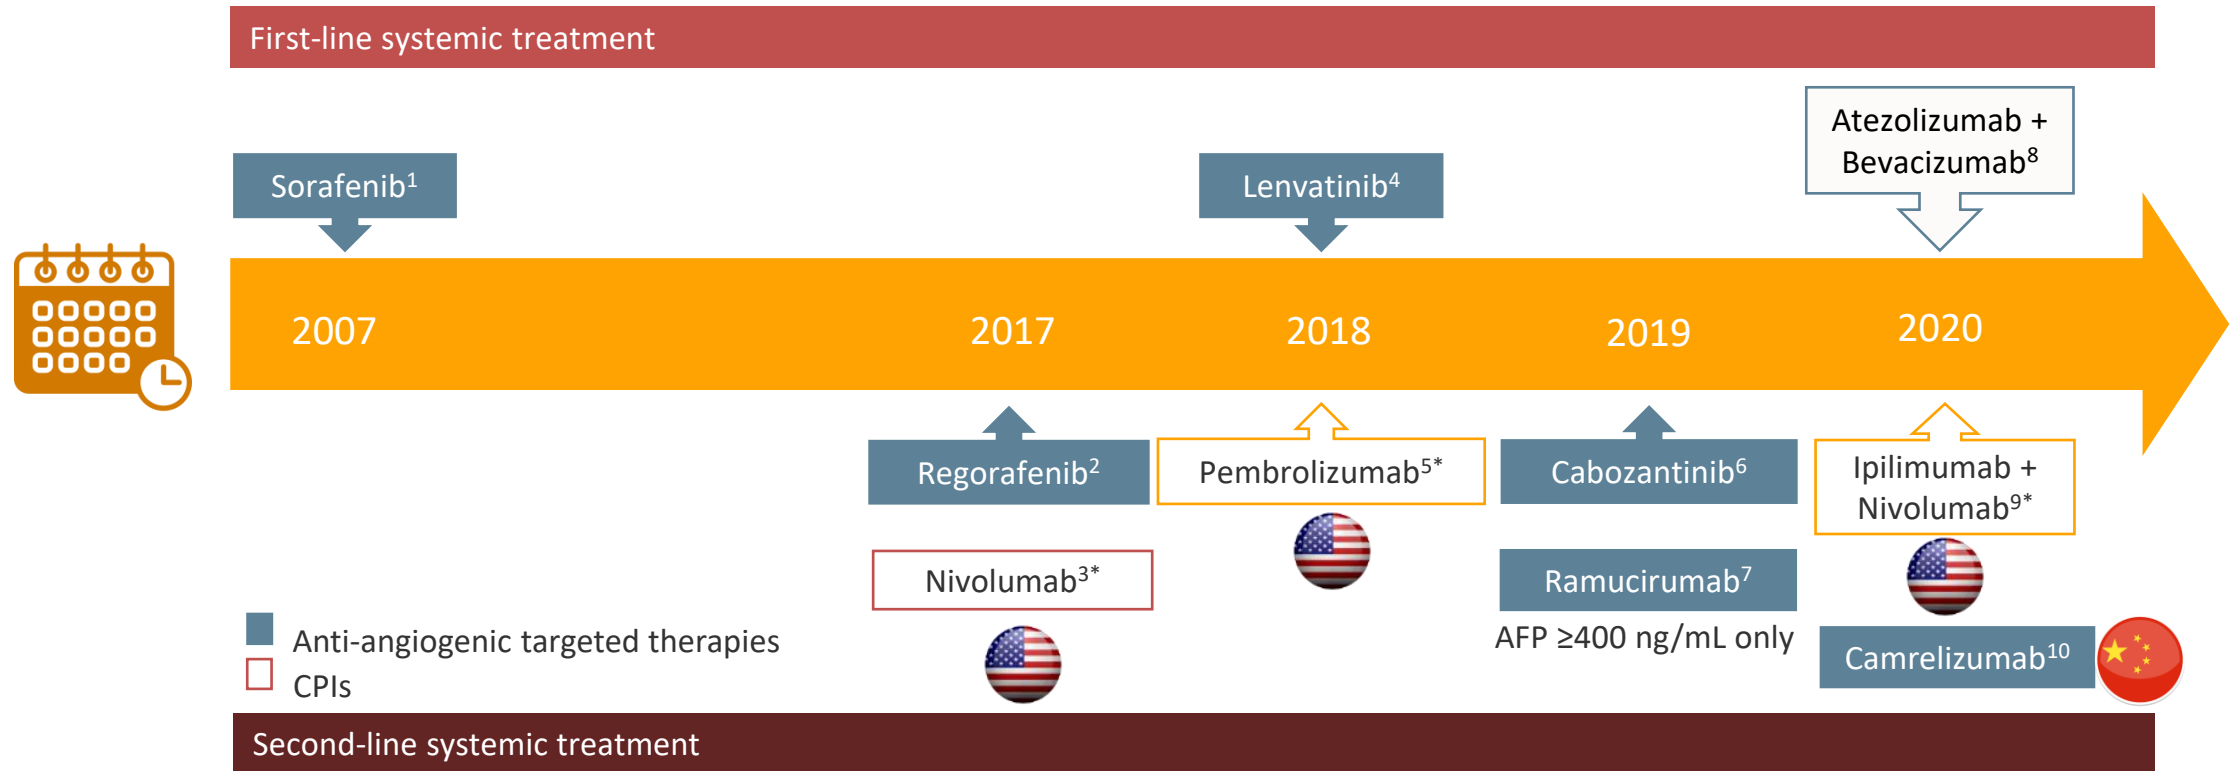 First-line systemic treatment
Atezolizumab +
Bevacizumab⁸
Sorafenib¹
Lenvatinib⁴
2007
2017
2018
2019
2020
Regorafenib²
Pembrolizumab⁵*
Cabozantinib⁶
Ipilimumab +
Nivolumab⁹*
Nivolumab³*
Ramucirumab⁷
AFP ≥400 ng/mL only
Camrelizumab¹⁰
Anti-angiogenic targeted therapies
CPIs
Second-line systemic treatment